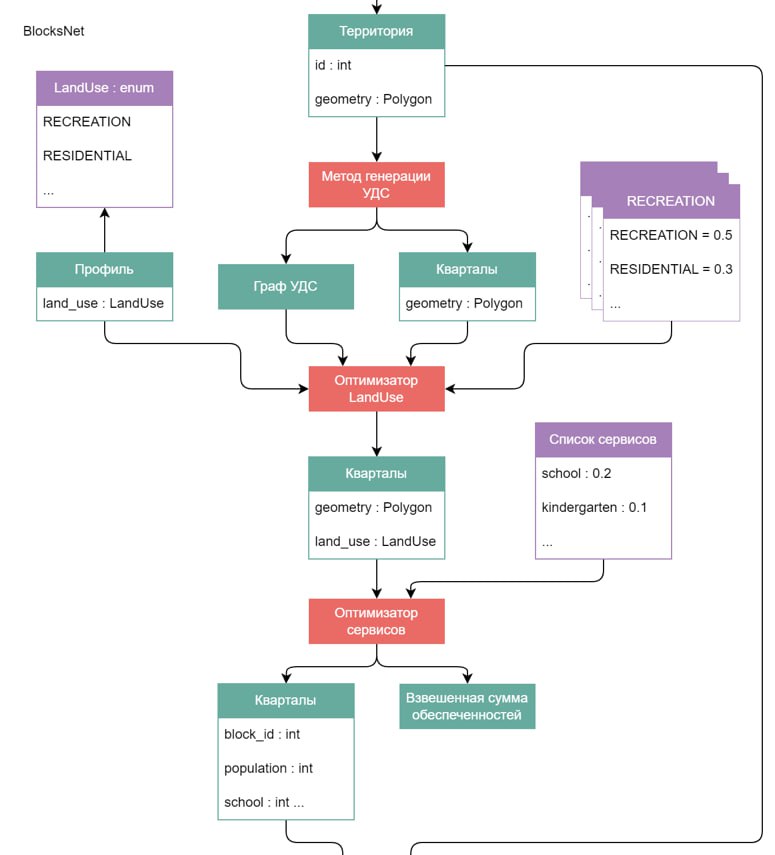 BlocksNet
Территория
id : int
geometry : Polygon
LandUse : enum
RECREATION
RESIDENTIAL
...
Метод генерации
УДС
RECREATION
RECREATION = 0.5
RESIDENTIAL = 0.3
...
Профиль
land_use : LandUse
Граф УДС
Кварталы
geometry : Polygon
Оптимизатор
LandUse
Список сервисов
school : 0.2
kindergarten : 0.1
...
Кварталы
geometry : Polygon
land_use : LandUse
Оптимизатор
сервисов
Кварталы
block_id : int
population : int
school : int ...
Взвешенная сумма
обеспеченностей